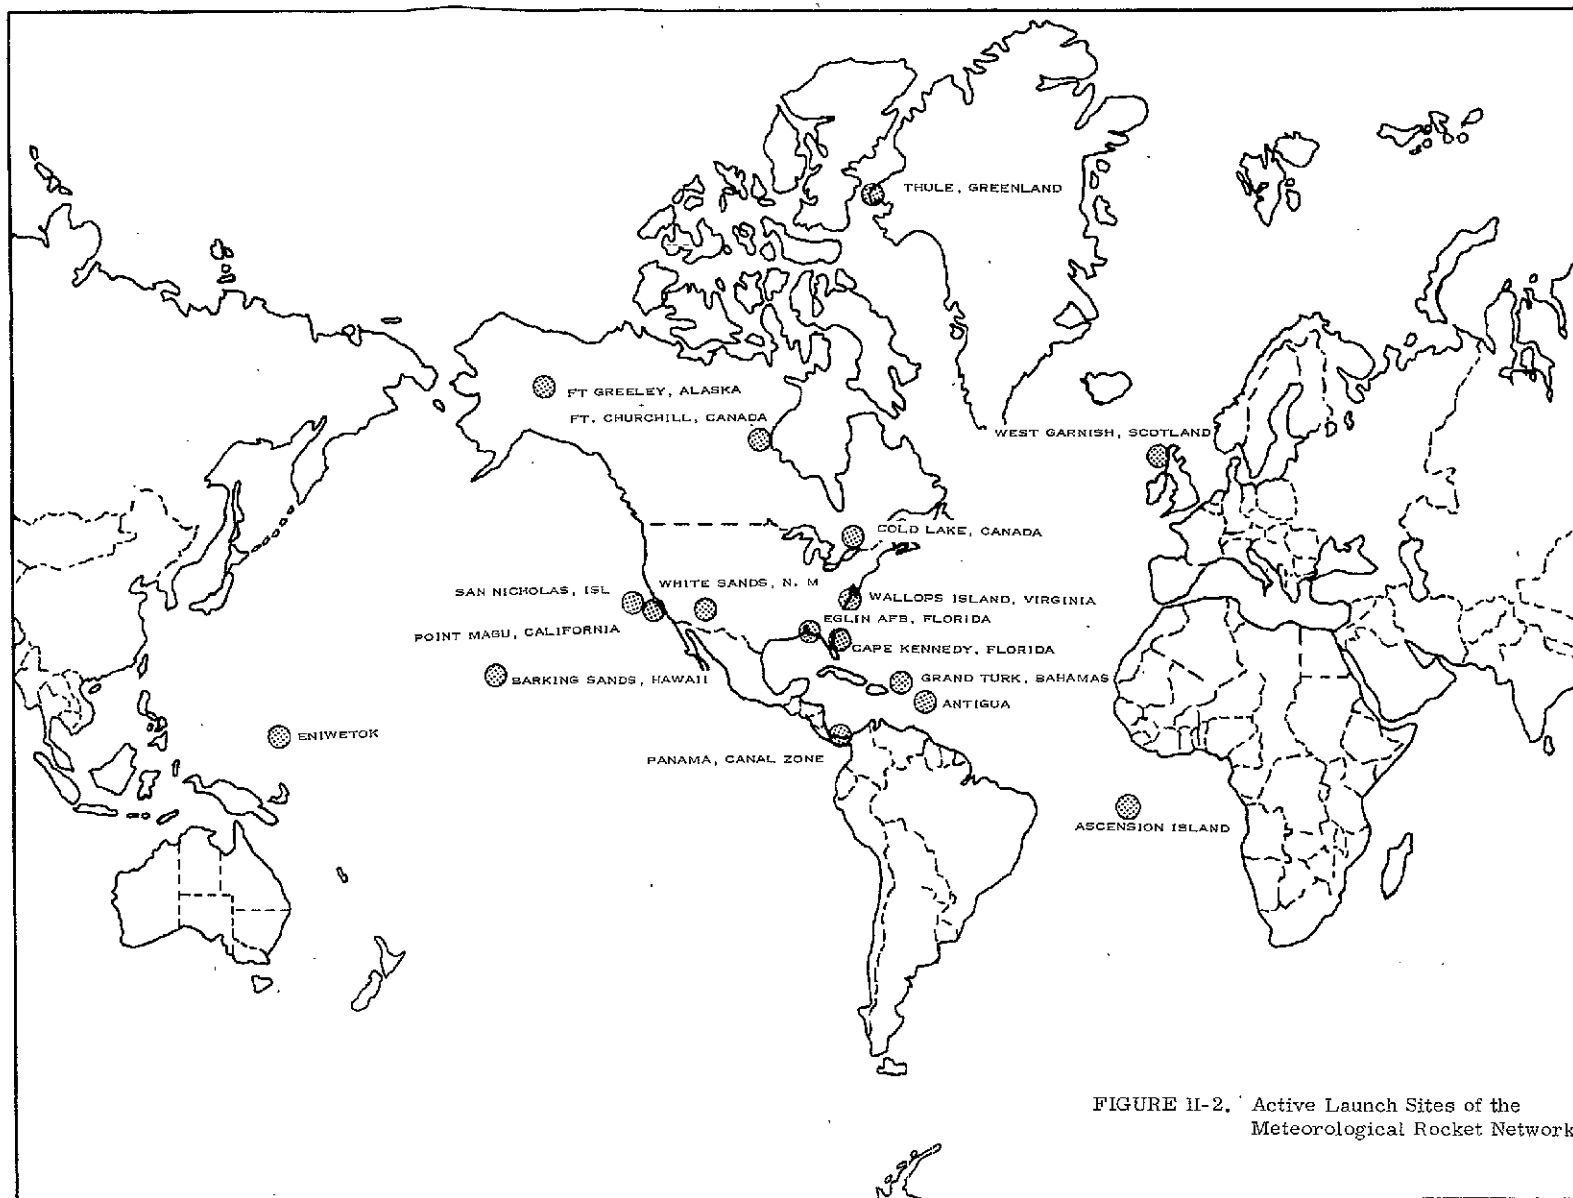 THULE, GREENLAND
FT GREELEY, ALASKA
FT. CHURCHILL, CANADA
WEST GARNISH, SCOTLAND
COLD LAKE, CANADA
SAN NICHOLAS, ISL
WHITE SANDS, N. M
WALLOPS ISLAND, VIRGINIA
POINT MAGU, CALIFORNIA
EGLIN AFB, FLORIDA
CAPE KENNEDY, FLORIDA
BARKING SANDS, HAWAII
GRAND TURK, BAHAMAS
ANTIGUA
ENIWETOK
PANAMA, CANAL ZONE
ASCENSION ISLAND
FIGURE II-2. Active Launch Sites of the
Meteorological Rocket Network